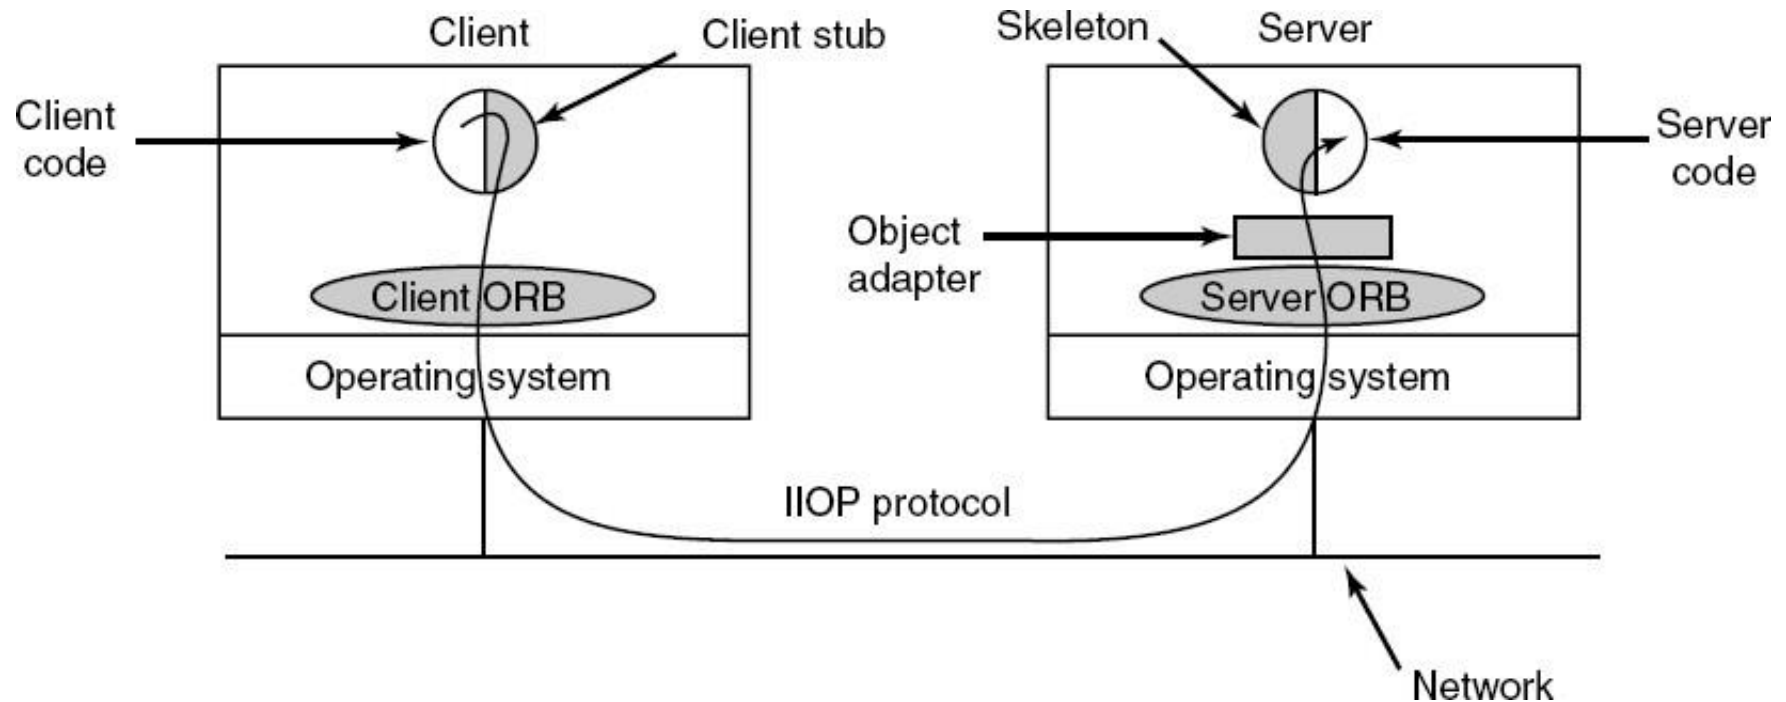 Client
Client stub
Skeleton
Server
Client
code
Server
code
Object
adapter
Client ORB
Server ORB
Operating system
Operating system
IIOP protocol
Network